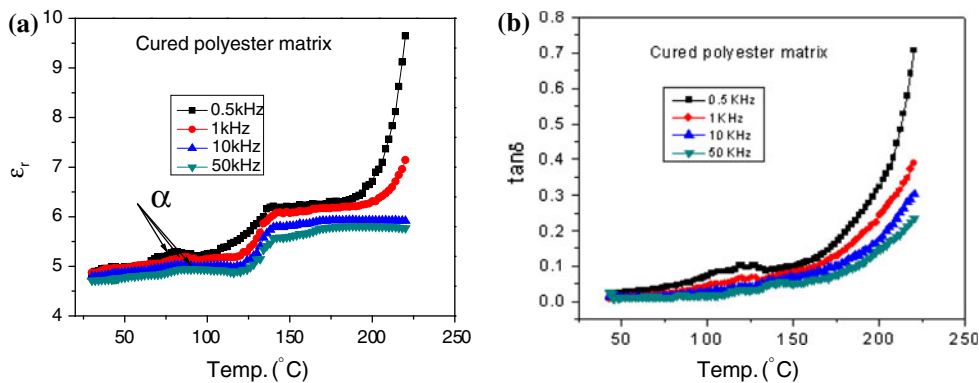 (a)
Cured polyester matrix
0.5kHz
1kHz
10kHz
50kHz
α
εr
10
9
8
7
6
5
4
50 100 150 200 250
Temp. (°C)
(b)
Cured polyester matrix
0.5 KHz
1 KHz
10 KHz
50 KHz
tanδ
0.8
0.7
0.6
0.5
0.4
0.3
0.2
0.1
0.0
50 100 150 200 250
Temp. (°C)